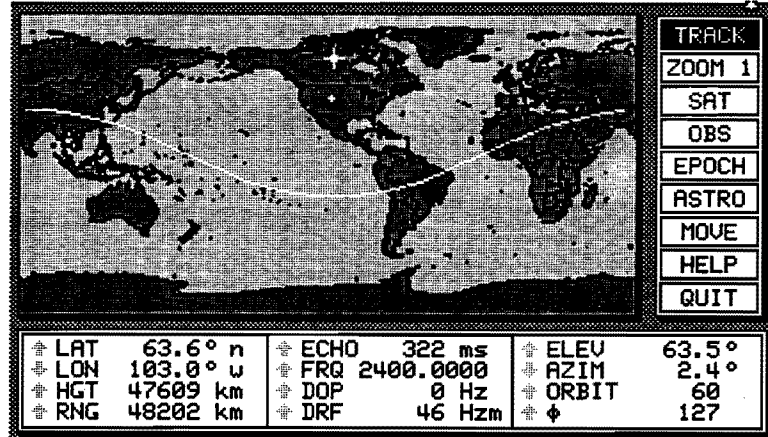 TRACK
ZOOM 1
SAT
OBS
EPOCH
ASTRO
MOVE
HELP
QUIT
LAT 63.6° n
LON 103.0° w
HGT 47609 km
RNG 48202 km
ECHO 322 ms
FRQ 2400.0000
DOP 0 Hz
DRF 46 Hzm
ELEV 63.5°
AZIM 2.4°
ORBIT 60
ϕ 127